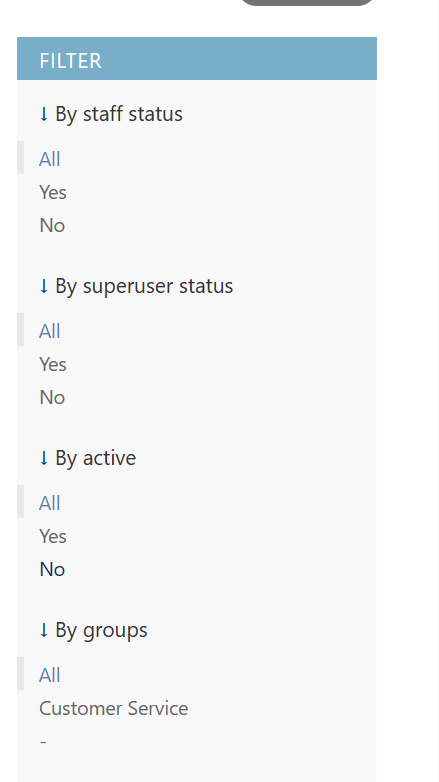 FILTER
↓ By staff status
All
Yes
No
↓ By superuser status
All
Yes
No
↓ By active
All
Yes
No
↓ By groups
All
Customer Service
-